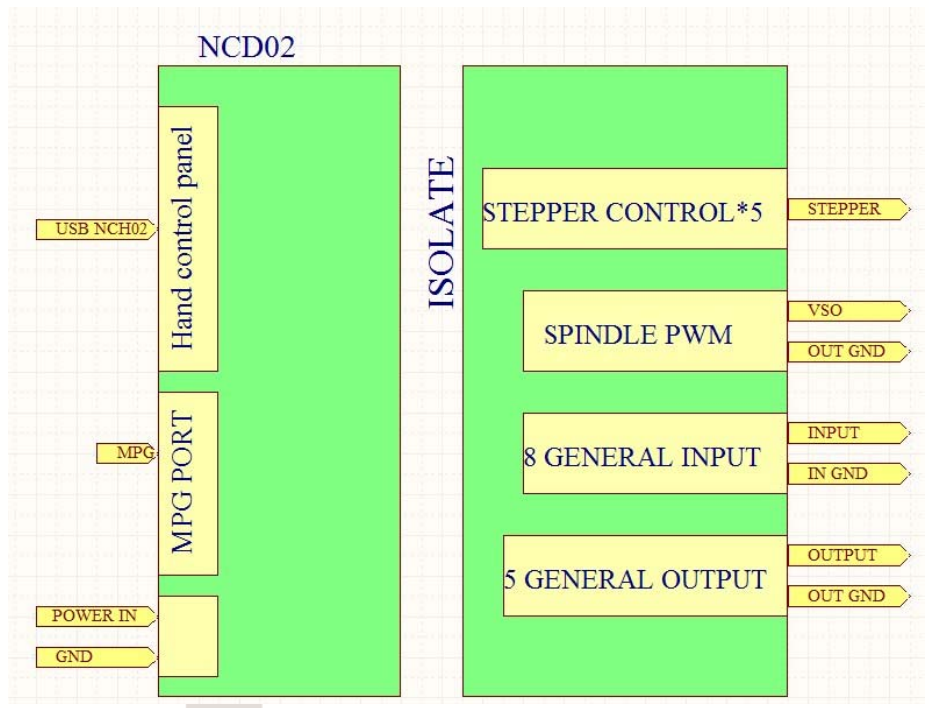 NCD02
Hand control panel
USB NCH02
MPG PORT
MPG
POWER IN
GND
ISOLATE
STEPPER CONTROL*5
STEPPER
SPINDLE PWM
VSO
OUT GND
8 GENERAL INPUT
INPUT
IN GND
5 GENERAL OUTPUT
OUTPUT
OUT GND